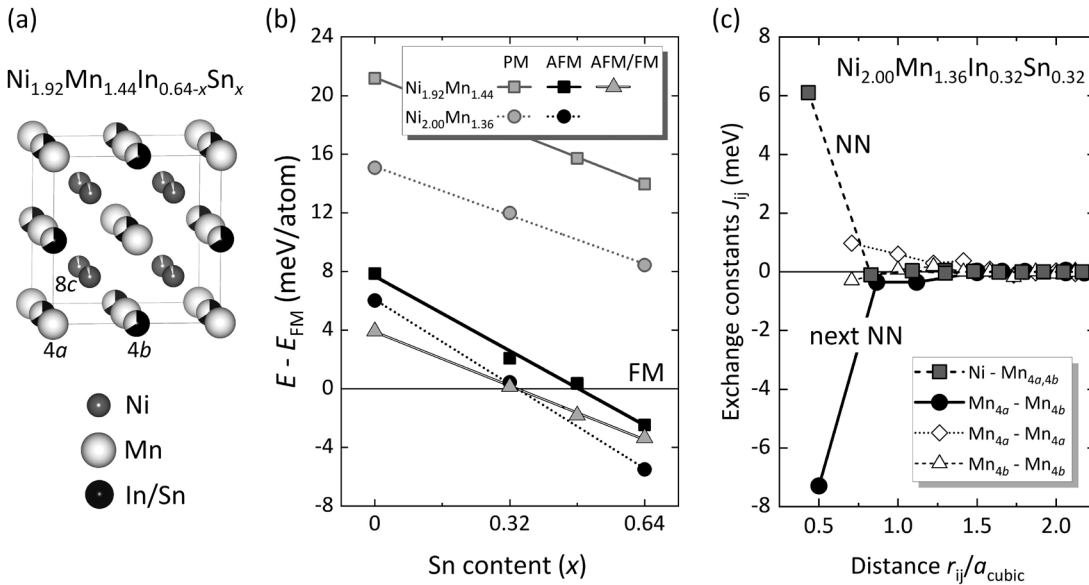 (a)
Ni1.92Mn1.44In0.64-xSnx
8c
4a 4b
Ni
Mn
In/Sn
(b)
24
20
16
12
8
4
0
-4
-8
E - EFM (meV/atom)
PM AFM AFM/FM
Ni1.92Mn1.44
Ni2.00Mn1.36
FM
0 0.32 0.64
Sn content (x)
(c)
8
6
4
2
0
-2
-4
-6
-8
Exchange constants Jij (meV)
Ni2.00Mn1.36In0.32Sn0.32
NN
next NN
Ni - Mn4a,4b
Mn4a - Mn4b
Mn4a - Mn4a
Mn4b - Mn4b
0.5 1.0 1.5 2.0
Distance rij/acubic